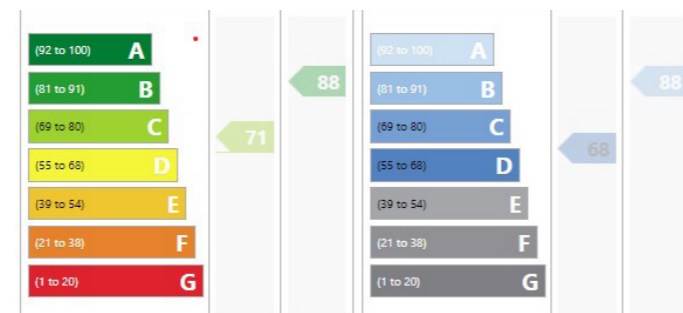 (92 to 100) A
(81 to 91) B
88
(69 to 80) C
71
(55 to 68) D
(39 to 54) E
(21 to 38) F
(1 to 20) G
(92 to 100) A
(81 to 91) B
88
(69 to 80) C
68
(55 to 68) D
(39 to 54) E
(21 to 38) F
(1 to 20) G